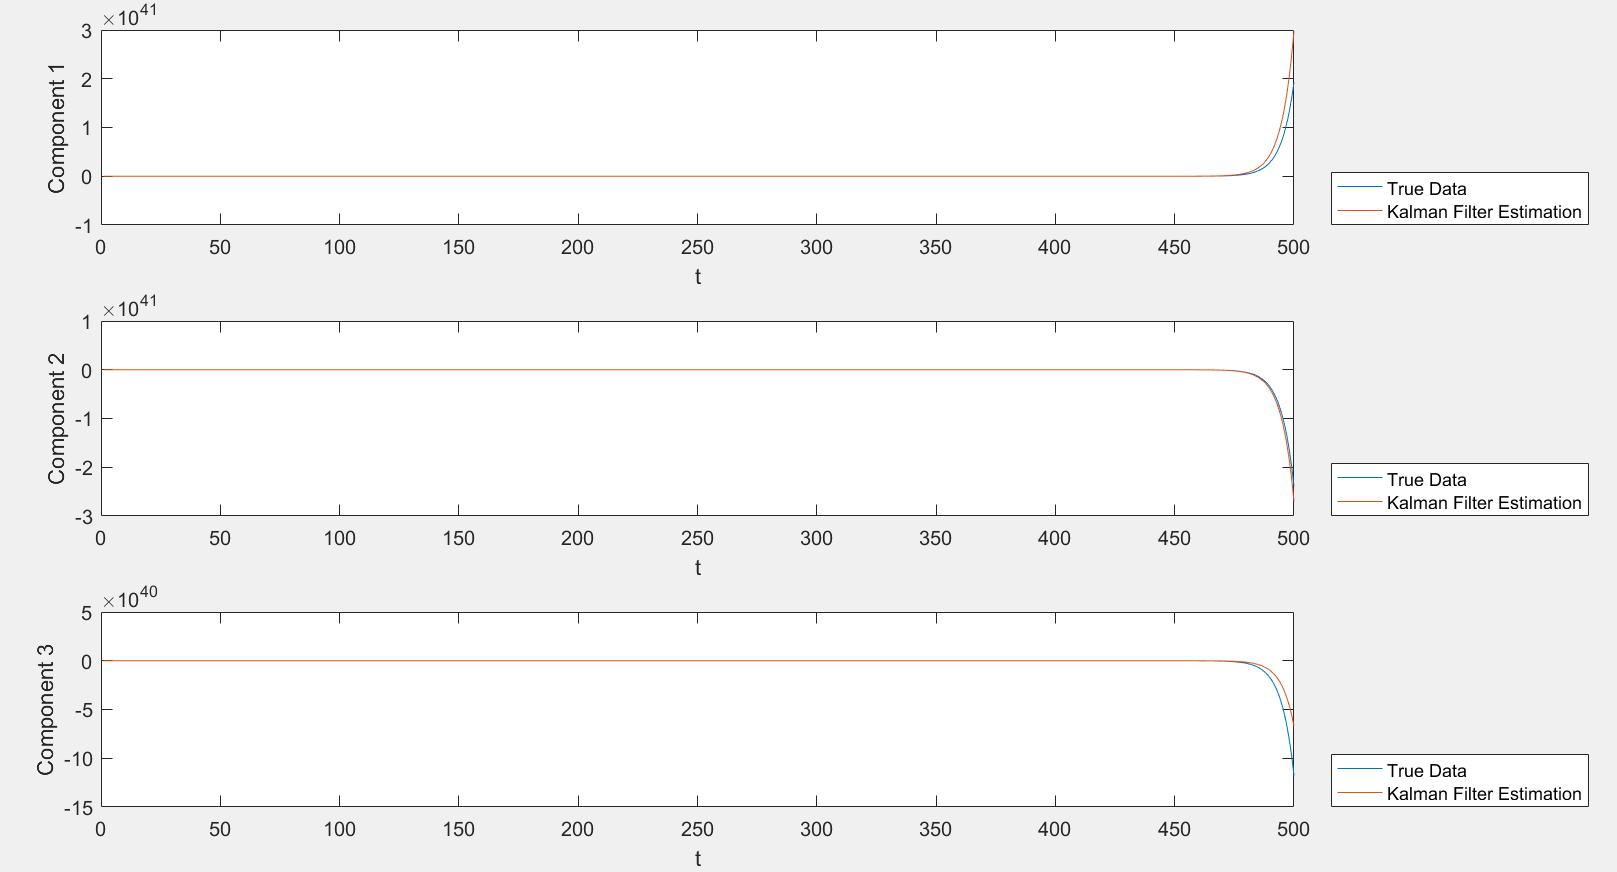 ×10^41
3
2
1
0
-1
Component 1
0 50 100 150 200 250 300 350 400 450 500
t
True Data
Kalman Filter Estimation
×10^41
1
0
-1
-2
-3
Component 2
0 50 100 150 200 250 300 350 400 450 500
t
True Data
Kalman Filter Estimation
×10^40
5
0
-5
-10
-15
Component 3
0 50 100 150 200 250 300 350 400 450 500
t
True Data
Kalman Filter Estimation